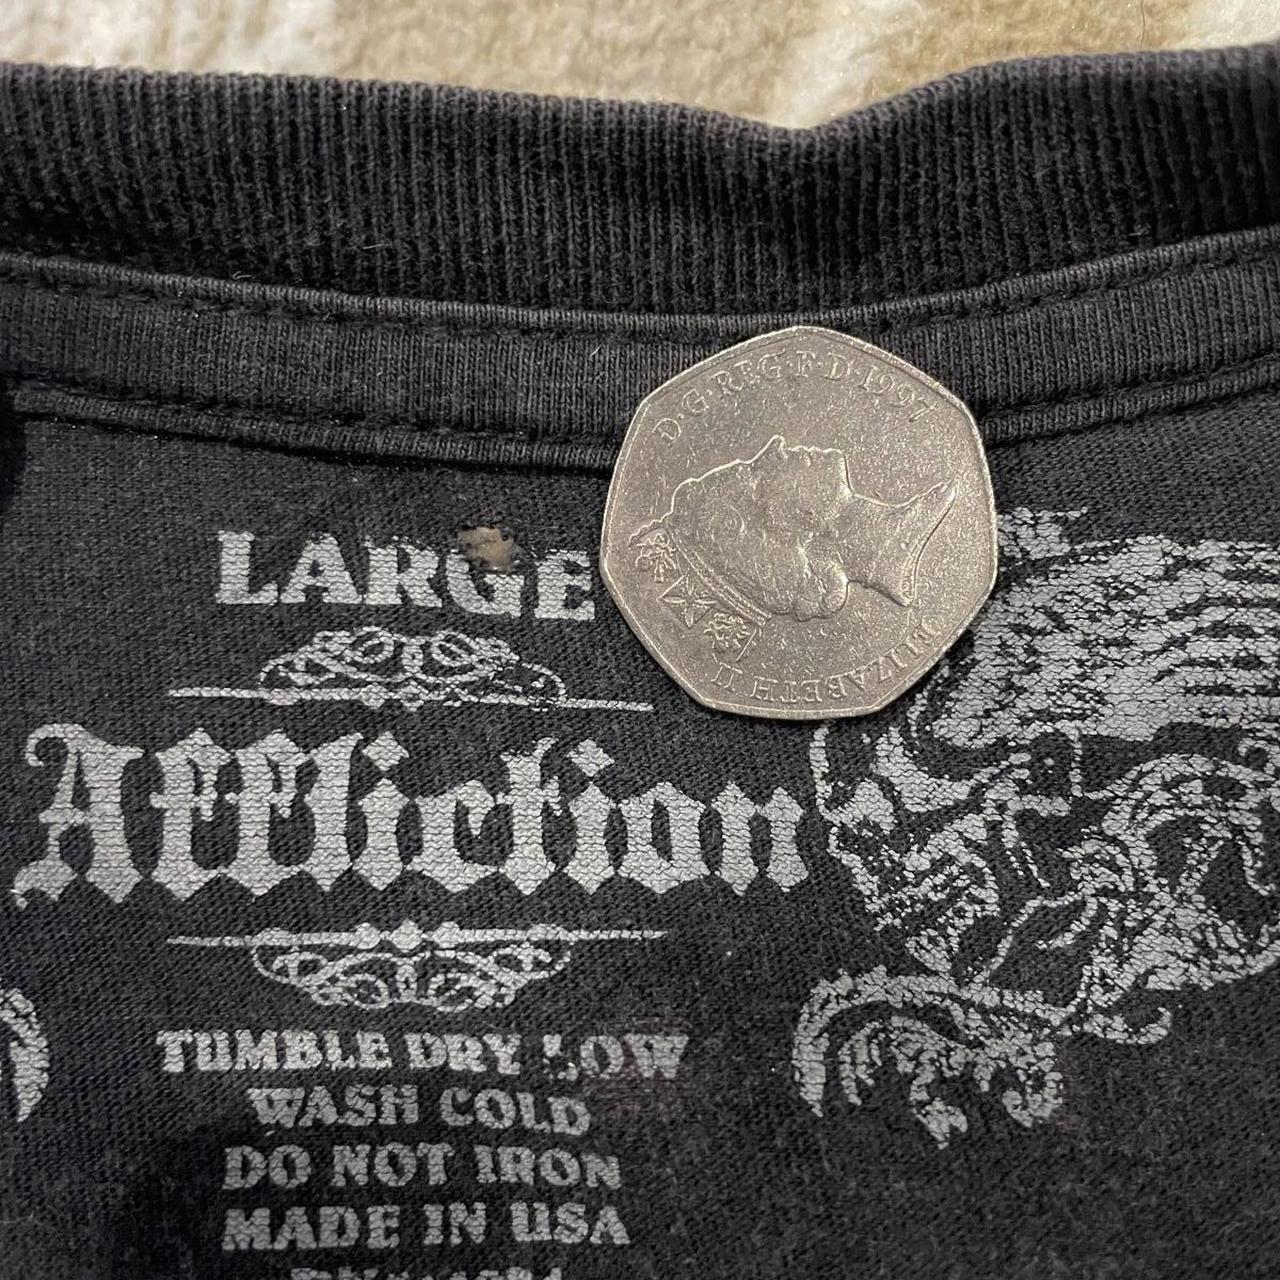 D·G·REG·F·D·1997
ELIZABETH II
LARGE
Affliction
TUMBLE DRY LOW
WASH COLD
DO NOT IRON
MADE IN USA